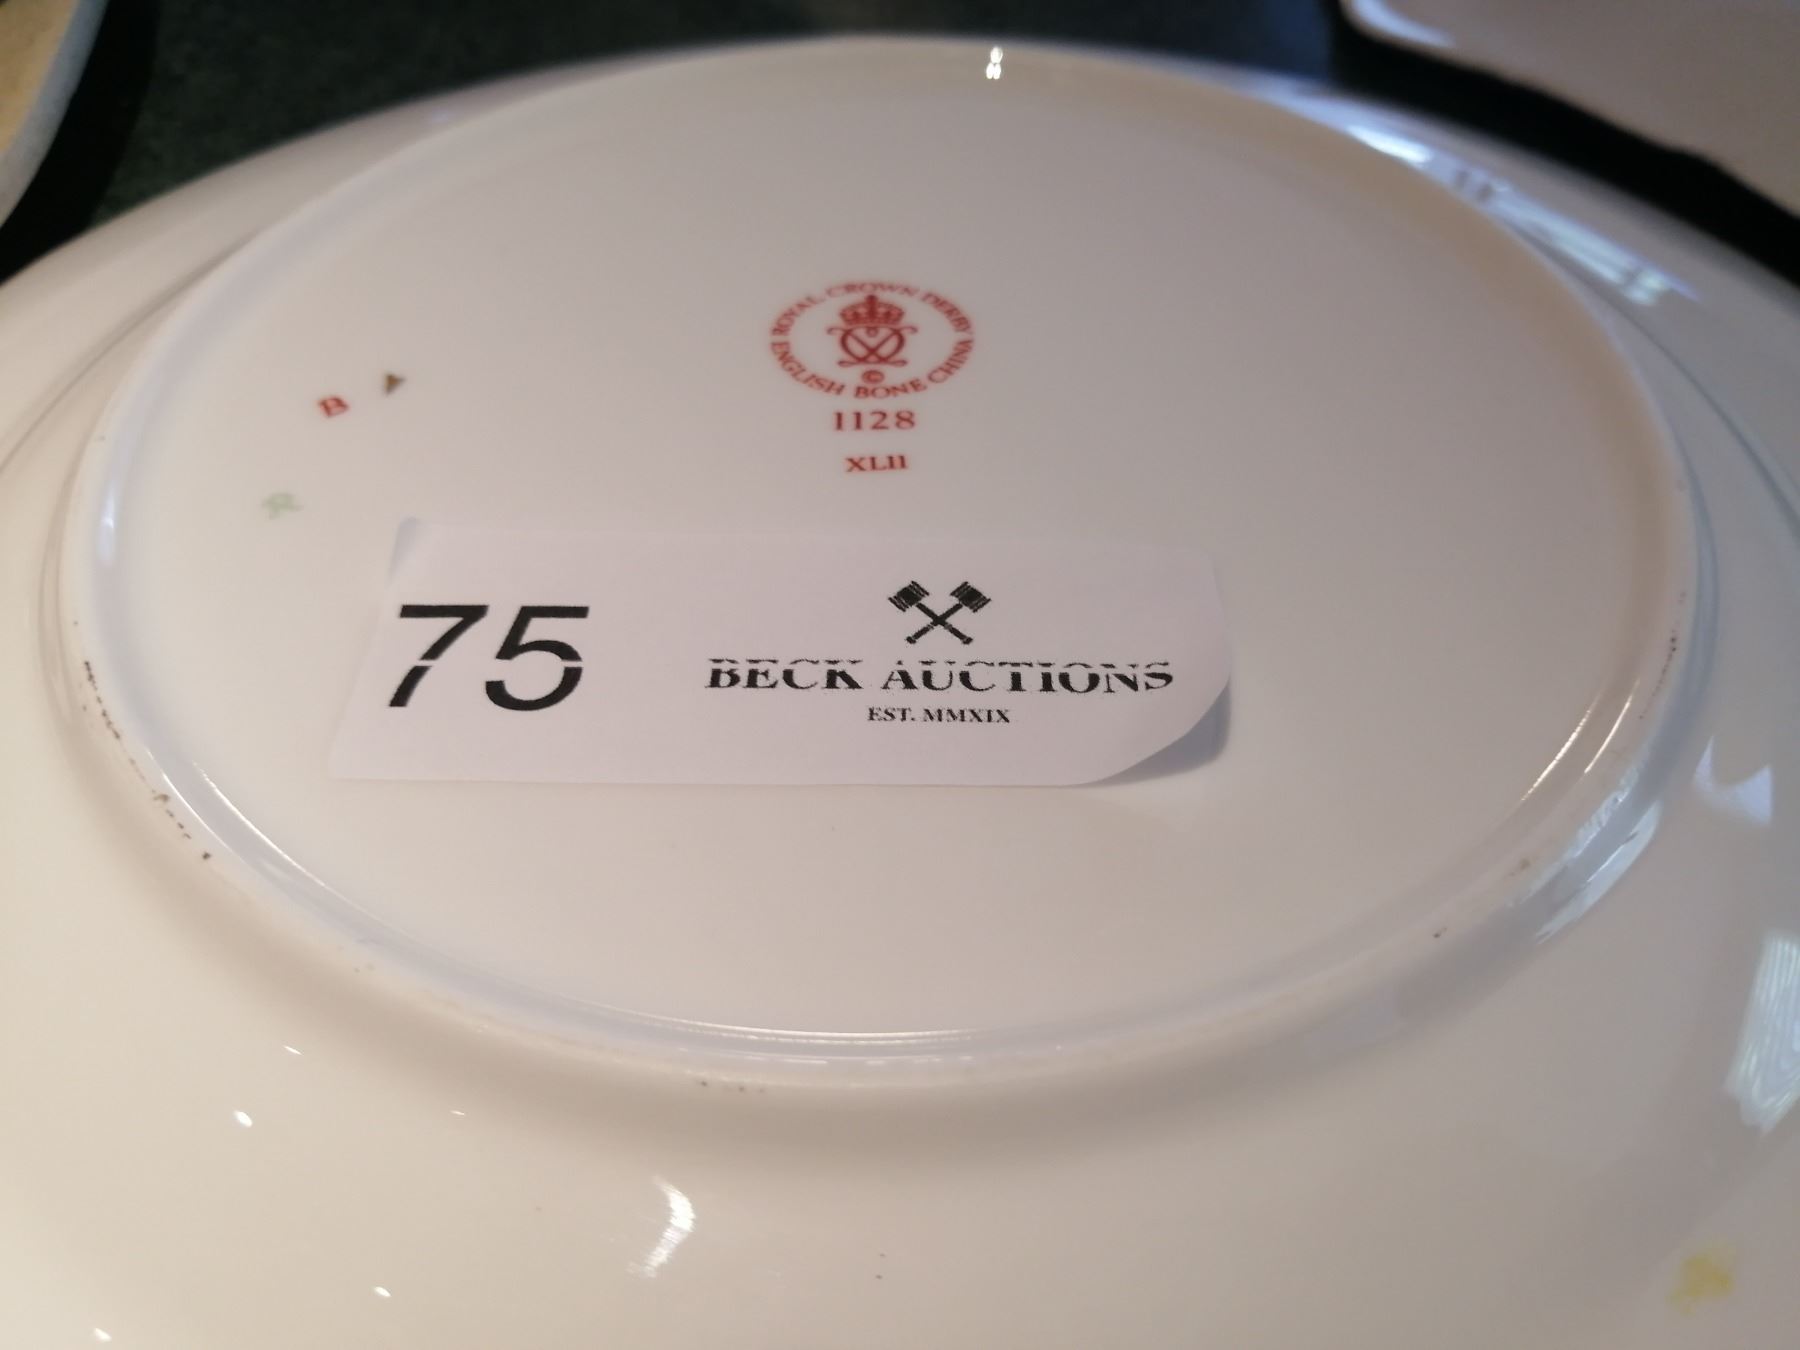 ROYAL CROWN DERBY
ENGLISH BONE CHINA
©
1128
XLII
B
R
75
BECK AUCTIONS
EST. MMXIX